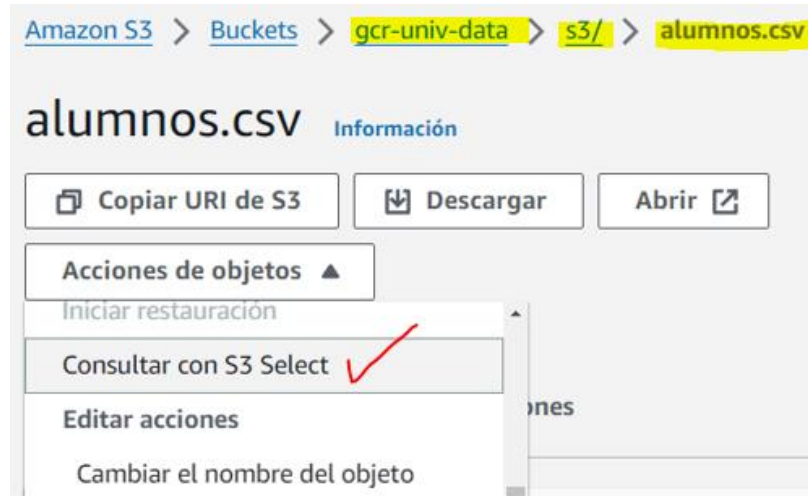 Amazon S3 > Buckets > gcr-univ-data > s3/ > alumnos.csv
alumnos.csv Información
Copiar URI de S3 Descargar Abrir
Acciones de objetos
Iniciar restauración
Consultar con S3 Select
Editar acciones ones
Cambiar el nombre del objeto